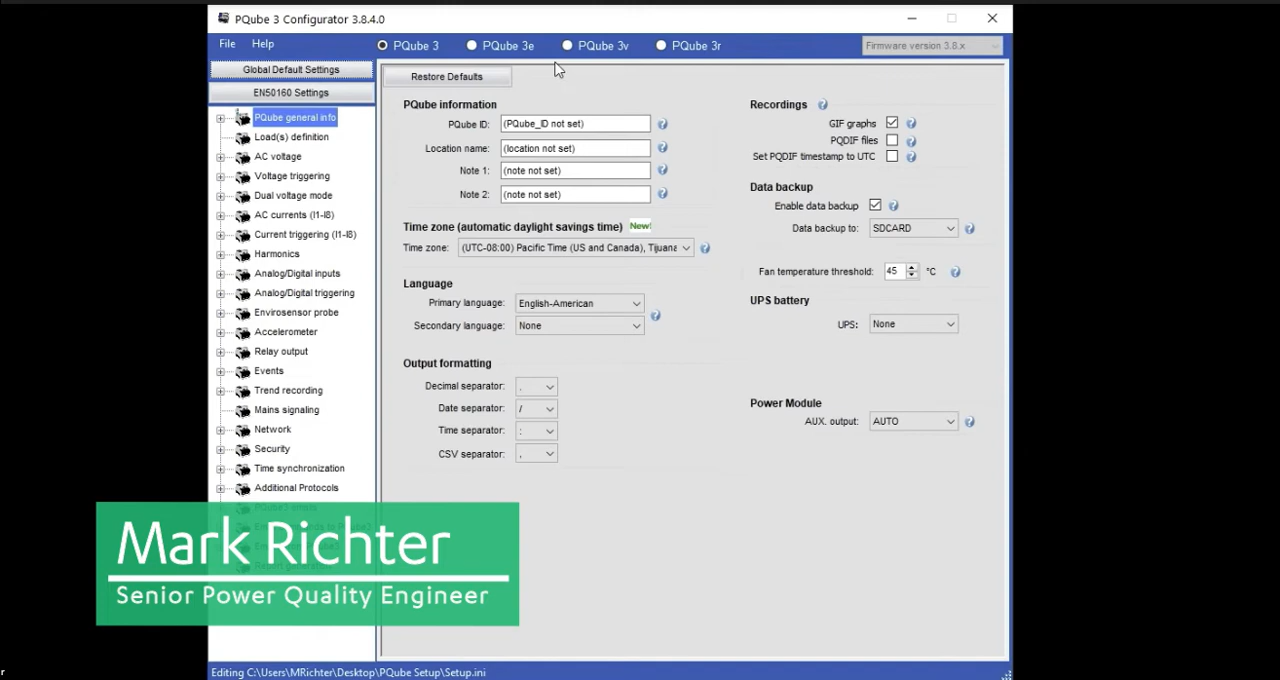 PQube 3 Configurator 3.8.4.0
File Help
PQube 3 PQube 3e PQube 3v PQube 3r
Firmware version 3.8.x
Global Default Settings
EN50160 Settings
PQube general info
Load(s) definition
AC voltage
Voltage triggering
Dual voltage mode
AC currents (I1-I8)
Current triggering (I1-I8)
Harmonics
Analog/Digital inputs
Analog/Digital triggering
Envirosensor probe
Accelerometer
Relay output
Events
Trend recording
Mains signaling
Network
Security
Time synchronization
Additional Protocols
PQube3 emails
Restore Defaults
PQube information
PQube ID: (PQube_ID not set)
Location name: (location not set)
Note 1: (note not set)
Note 2: (note not set)
Time zone (automatic daylight savings time) New!
Time zone: (UTC-08:00) Pacific Time (US and Canada), Tijuana
Language
Primary language: English-American
Secondary language: None
Output formatting
Decimal separator: .
Date separator: /
Time separator: :
CSV separator: ,
Recordings
GIF graphs
PQDIF files
Set PQDIF timestamp to UTC
Data backup
Enable data backup
Data backup to: SDCARD
Fan temperature threshold: 45 °C
UPS battery
UPS: None
Power Module
AUX. output: AUTO
Mark Richter
Senior Power Quality Engineer
r
Editing C:\Users\MRichter\Desktop\PQube Setup\Setup.ini